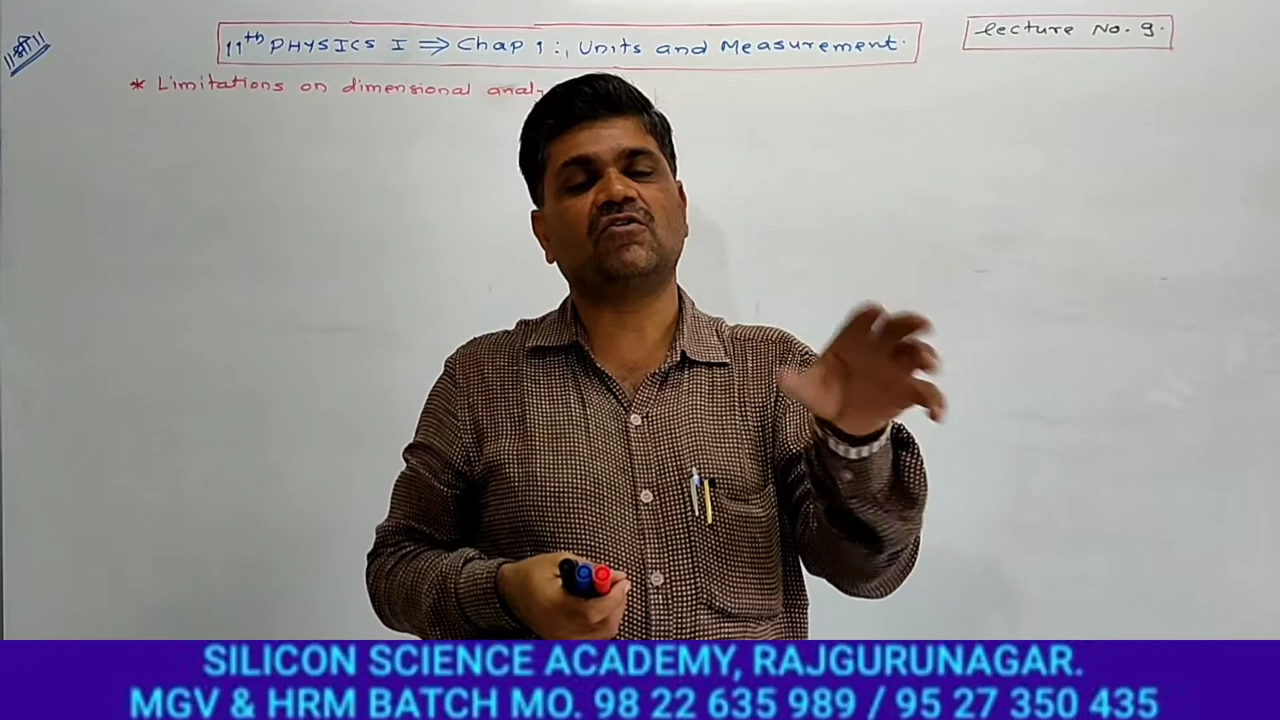 ॥श्री॥
11th PHYSICS I ⇒ Chap 1 :, Units and Measurement.
Lecture No. 9.
* Limitations on dimensional
SILICON SCIENCE ACADEMY, RAJGURUNAGAR.
MGV & HRM BATCH MO. 98 22 635 989 / 95 27 350 435